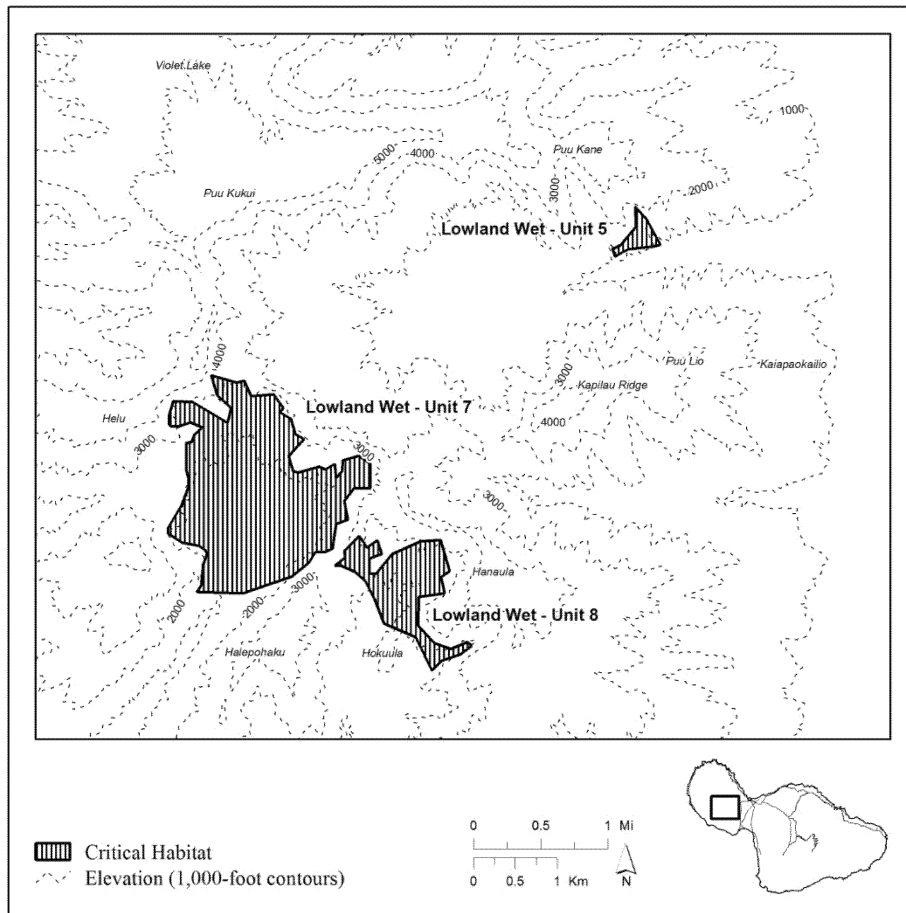 Violet Lake
1000
Puu Kane
5000
4000
Puu Kukui
3000
2000
Lowland Wet - Unit 5
4000
3000
Puu Lio
Kaiapaokailio
Kapilau Ridge
Helu
Lowland Wet - Unit 7
4000
3000
3000
3000
Hanaula
3000
2000
2000
Lowland Wet - Unit 8
Halepohaku
Hokuula
Critical Habitat
Elevation (1,000-foot contours)
0 0.5 1 Mi
0 0.5 1 Km
N